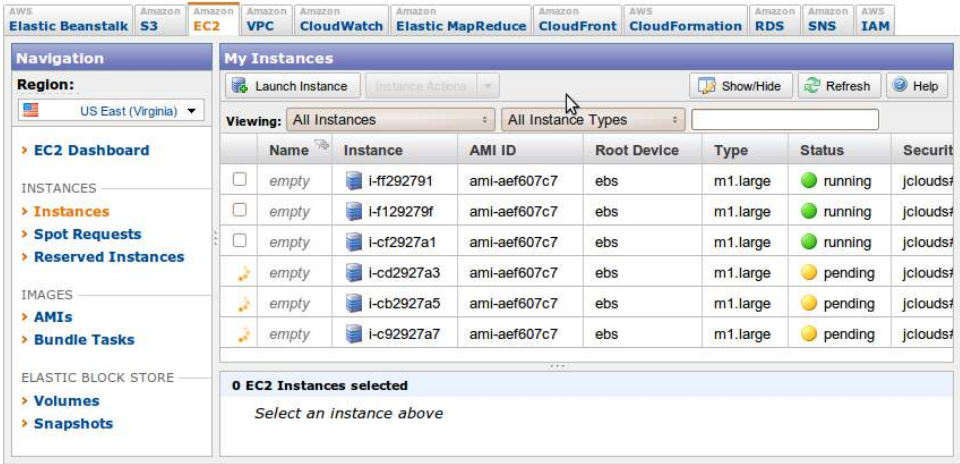 AWS Amazon Amazon Amazon Amazon Amazon Amazon AWS Amazon Amazon AWS
Elastic Beanstalk S3 EC2 VPC CloudWatch Elastic MapReduce CloudFront CloudFormation RDS SNS IAM
Navigation
Region:
US East (Virginia)
EC2 Dashboard
INSTANCES
Instances
Spot Requests
Reserved Instances
IMAGES
AMIs
Bundle Tasks
ELASTIC BLOCK STORE
Volumes
Snapshots
My Instances
Launch Instance Instance Actions Show/Hide Refresh Help
Viewing: All Instances All Instance Types
Name Instance AMI ID Root Device Type Status Securit
empty i-ff292791 ami-aef607c7 ebs m1.large running jclouds#
empty i-f129279f ami-aef607c7 ebs m1.large running jclouds#
empty i-cf2927a1 ami-aef607c7 ebs m1.large running jclouds#
empty i-cd2927a3 ami-aef607c7 ebs m1.large pending jclouds#
empty i-cb2927a5 ami-aef607c7 ebs m1.large pending jclouds#
empty i-c92927a7 ami-aef607c7 ebs m1.large pending jclouds#
0 EC2 Instances selected
Select an instance above